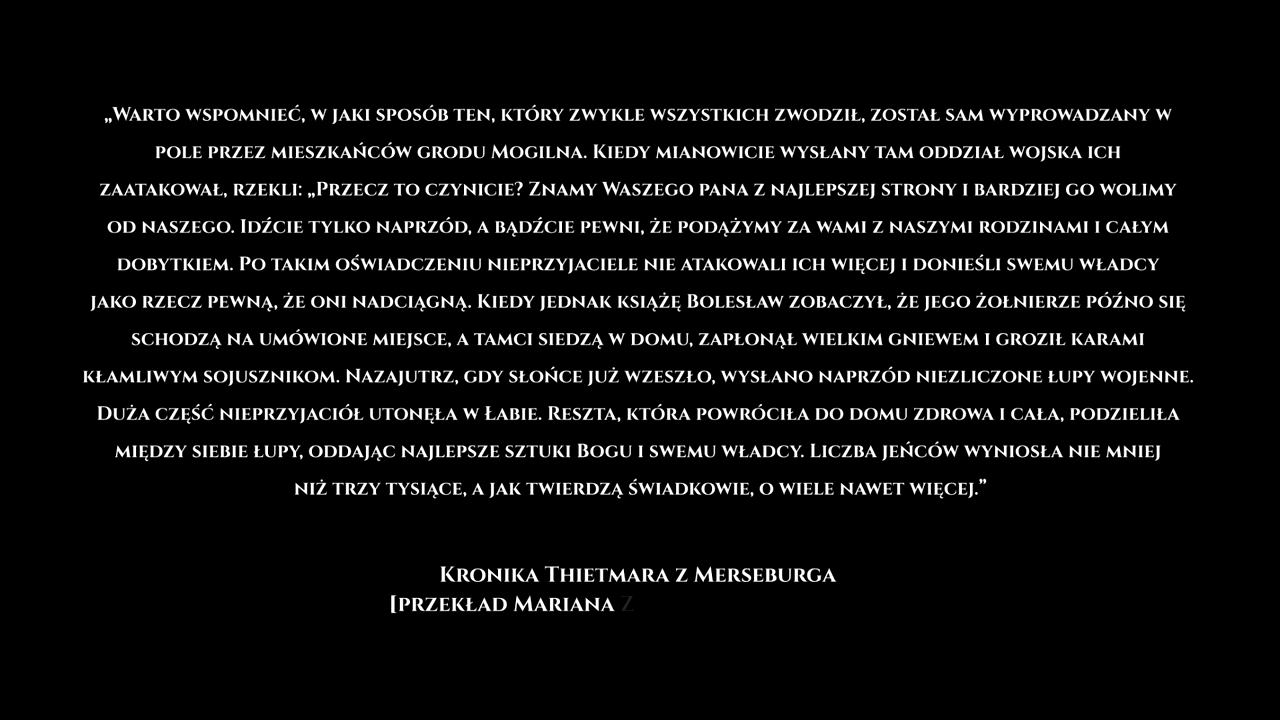 „Warto wspomnieć, w jaki sposób ten, który zwykle wszystkich zwodził, został sam wyprowadzany w
pole przez mieszkańców grodu Mogilna. Kiedy mianowicie wysłany tam oddział wojska ich
zaatakował, rzekli: „Przecz to czynicie? Znamy Waszego pana z najlepszej strony i bardziej go wolimy
od naszego. Idźcie tylko naprzód, a bądźcie pewni, że podążymy za wami z naszymi rodzinami i całym
dobytkiem. Po takim oświadczeniu nieprzyjaciele nie atakowali ich więcej i donieśli swemu władcy
jako rzecz pewną, że oni nadciągną. Kiedy jednak książę Bolesław zobaczył, że jego żołnierze późno się
schodzą na umówione miejsce, a tamci siedzą w domu, zapłonął wielkim gniewem i groził karami
kłamliwym sojusznikom. Nazajutrz, gdy słońce już wzeszło, wysłano naprzód niezliczone łupy wojenne.
Duża część nieprzyjaciół utonęła w Łabie. Reszta, która powróciła do domu zdrowa i cała, podzieliła
między siebie łupy, oddając najlepsze sztuki Bogu i swemu władcy. Liczba jeńców wyniosła nie mniej
niż trzy tysiące, a jak twierdzą świadkowie, o wiele nawet więcej.”
Kronika Thietmara z Merseburga
[przekład Mariana Z